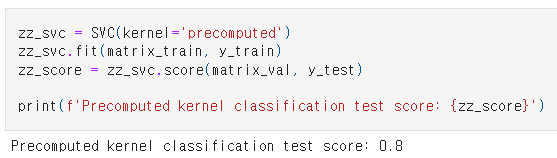 zz_svc = SVC(kernel='precomputed')
zz_svc.fit(matrix_train, y_train)
zz_score = zz_svc.score(matrix_val, y_test)
print(f'Precomputed kernel classification test score: {zz_score}')
Precomputed kernel classification test score: 0.8